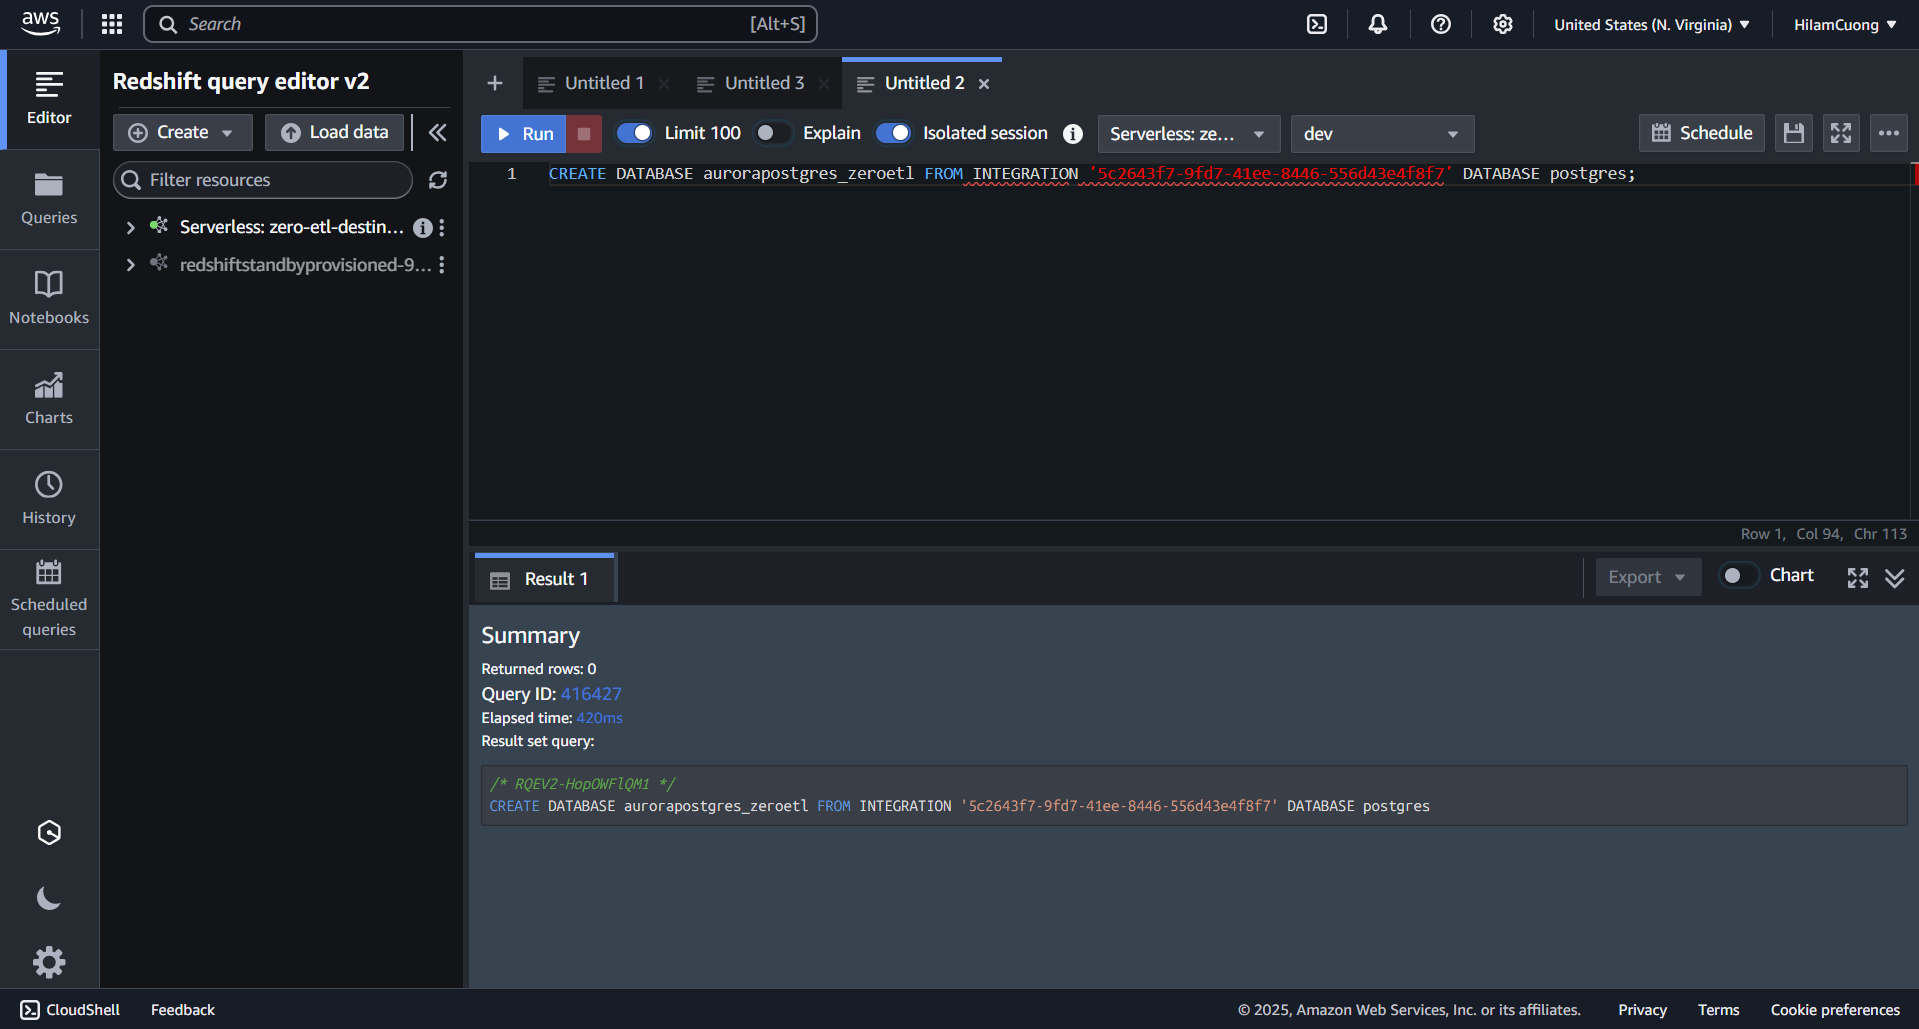 aws
Search
[Alt+S]
United States (N. Virginia)
HilamCuong
Editor
Queries
Notebooks
Charts
History
Scheduled
queries
Redshift query editor v2
Create
Load data
Filter resources
Serverless: zero-etl-destin...
redshiftstandbyprovisioned-9...
Untitled 1
Untitled 3
Untitled 2
Run
Limit 100
Explain
Isolated session
Serverless: ze...
dev
Schedule
1 CREATE DATABASE aurorapostgres_zeroetl FROM INTEGRATION '5c2643f7-9fd7-41ee-8446-556d43e4f8f7' DATABASE postgres;
Row 1, Col 94, Chr 113
Result 1
Export
Chart
Summary
Returned rows: 0
Query ID: 416427
Elapsed time: 420ms
Result set query:
/* RQEV2-HopOWFlQM1 */
CREATE DATABASE aurorapostgres_zeroetl FROM INTEGRATION '5c2643f7-9fd7-41ee-8446-556d43e4f8f7' DATABASE postgres
CloudShell
Feedback
© 2025, Amazon Web Services, Inc. or its affiliates.
Privacy
Terms
Cookie preferences